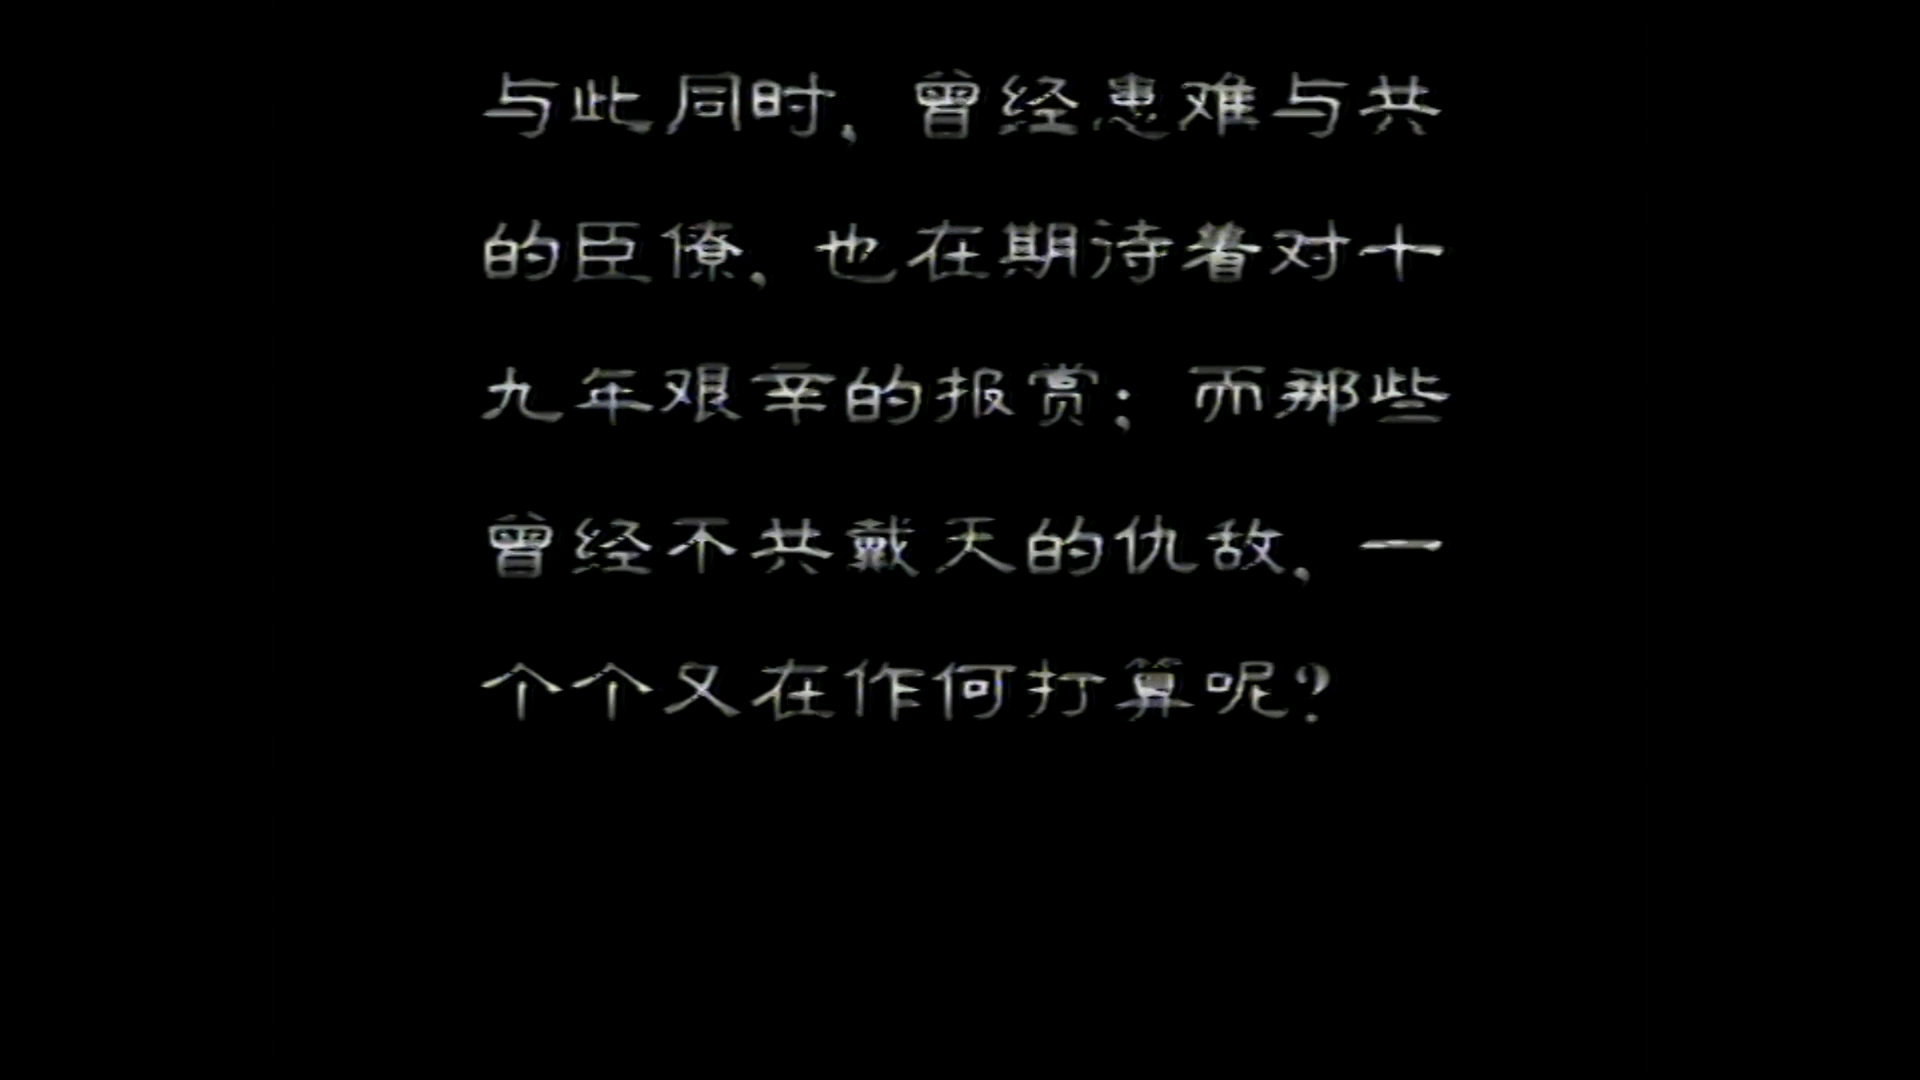 与此同时，曾经患难与共
的臣僚，也在期待着对十
九年艰辛的报赏；而那些
曾经不共戴天的仇敌，一
个个又在作何打算呢？